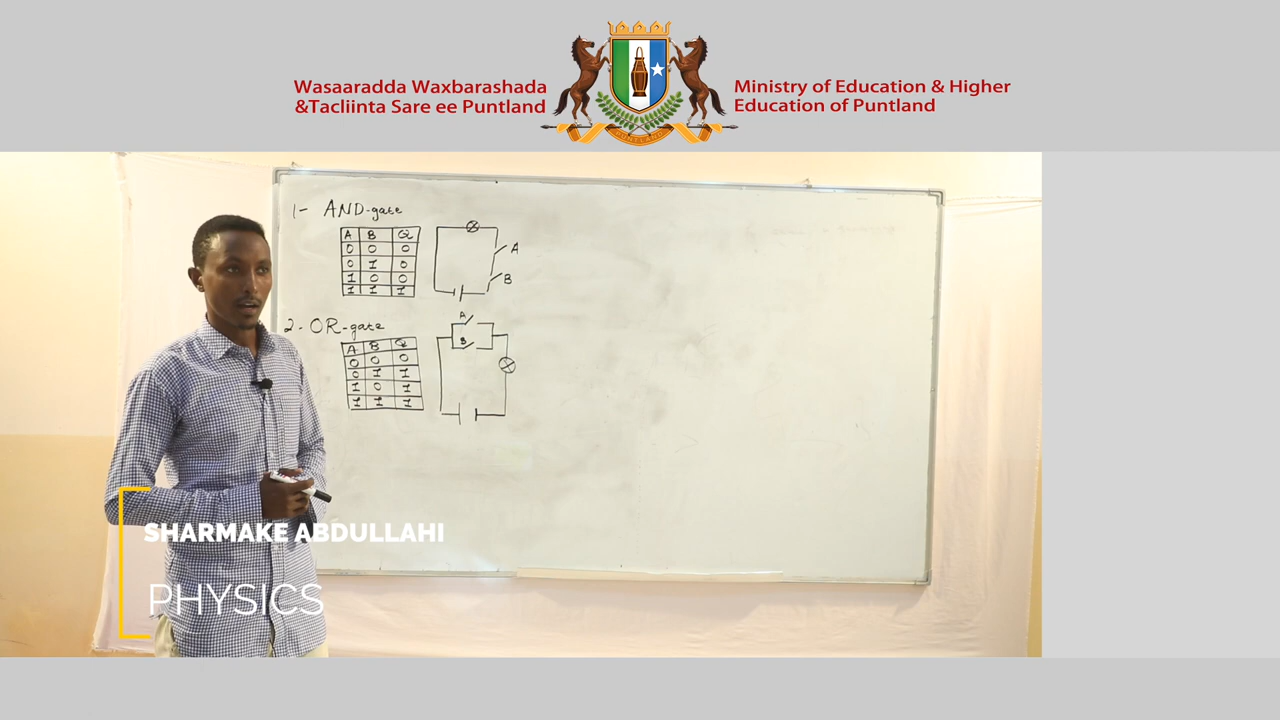 Wasaaradda Waxbarashada
&Tacliinta Sare ee Puntland
Ministry of Education & Higher
Education of Puntland
PUNTLAND
1- AND-gate
A B Q
0 0 0
0 1 0
1 0 0
1 1 1
A
B
2- OR-gate
A B Q
0 0 0
0 1 1
1 0 1
1 1 1
A
B
SHARMAKE ABDULLAHI
PHYSICS